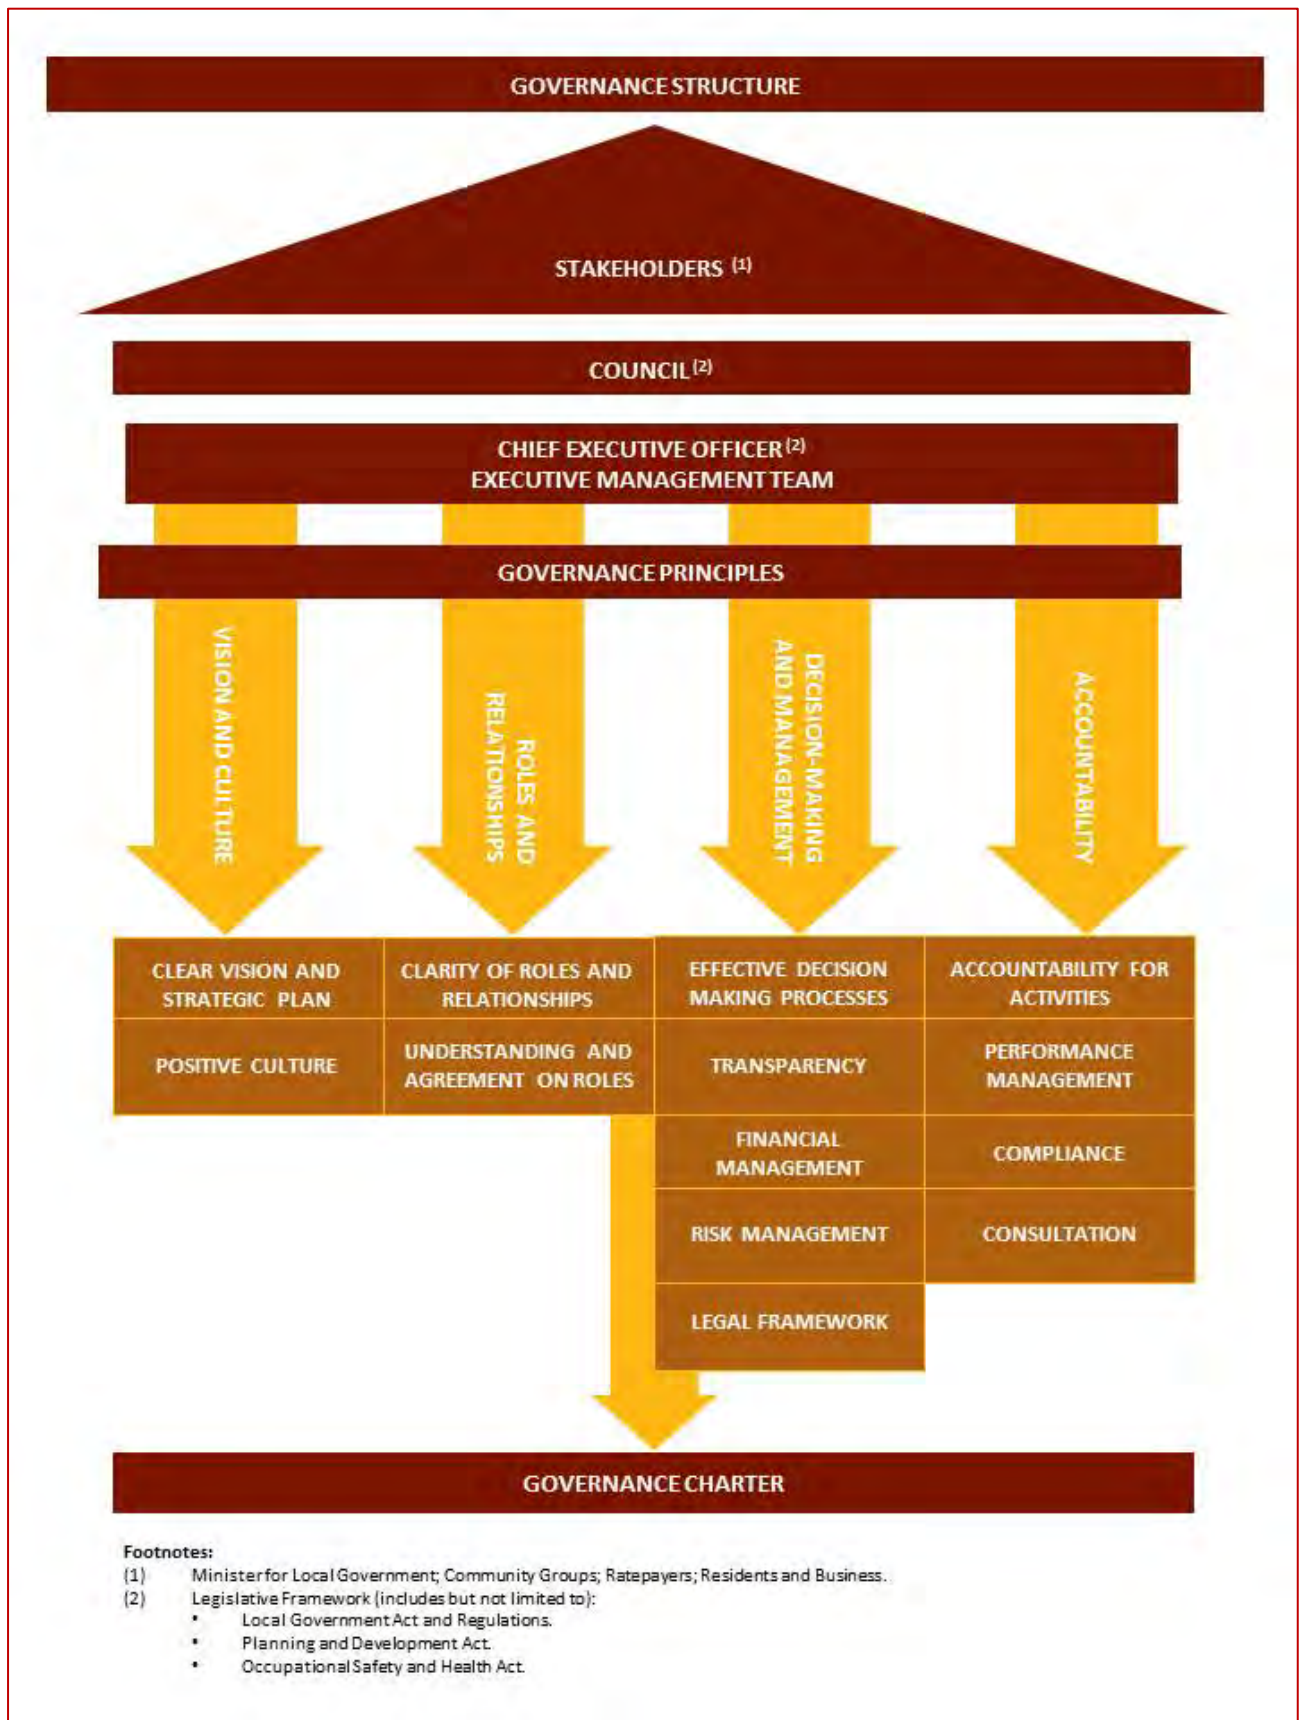 GOVERNANCE STRUCTURE
STAKEHOLDERS (1)
COUNCIL (2)
CHIEF EXECUTIVE OFFICER (2)
EXECUTIVE MANAGEMENT TEAM
GOVERNANCE PRINCIPLES
VISION AND CULTURE
ROLES AND
RELATIONSHIPS
DECISION-MAKING
AND MANAGEMENT
ACCOUNTABILITY
CLEAR VISION AND
STRATEGIC PLAN
POSITIVE CULTURE
CLARITY OF ROLES AND
RELATIONSHIPS
UNDERSTANDING AND
AGREEMENT ON ROLES
EFFECTIVE DECISION
MAKING PROCESSES
TRANSPARENCY
FINANCIAL
MANAGEMENT
RISK MANAGEMENT
LEGAL FRAMEWORK
ACCOUNTABILITY FOR
ACTIVITIES
PERFORMANCE
MANAGEMENT
COMPLIANCE
CONSULTATION
GOVERNANCE CHARTER
Footnotes:
(1) Minister for Local Government; Community Groups; Ratepayers; Residents and Business.
(2) Legislative Framework (includes but not limited to):
• Local Government Act and Regulations.
• Planning and Development Act.
• Occupational Safety and Health Act.